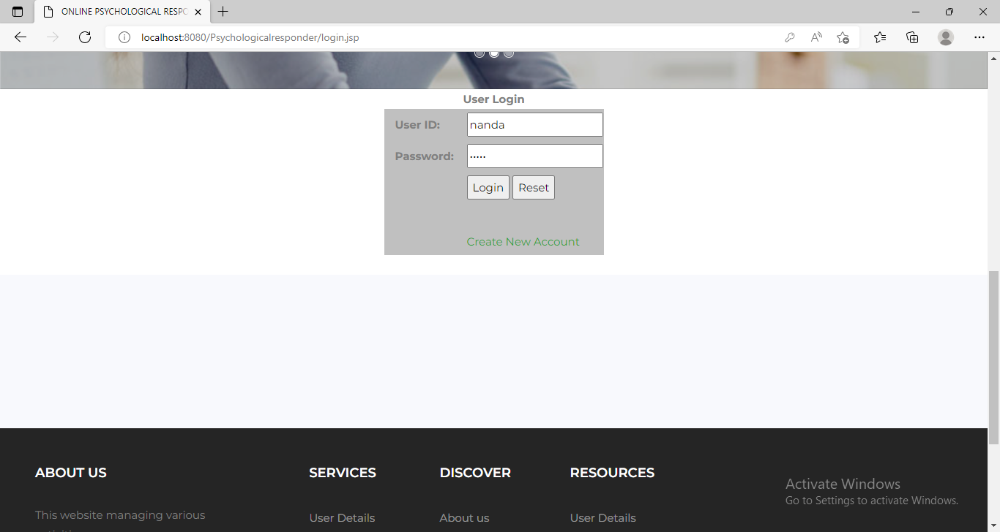 ONLINE PSYCHOLOGICAL RESPO
localhost:8080/Psychologicalresponder/login.jsp
User Login
User ID: nanda
Password: •••••
Login Reset
Create New Account
ABOUT US SERVICES DISCOVER RESOURCES
Activate Windows
Go to Settings to activate Windows.
This website managing various
User Details About us User Details